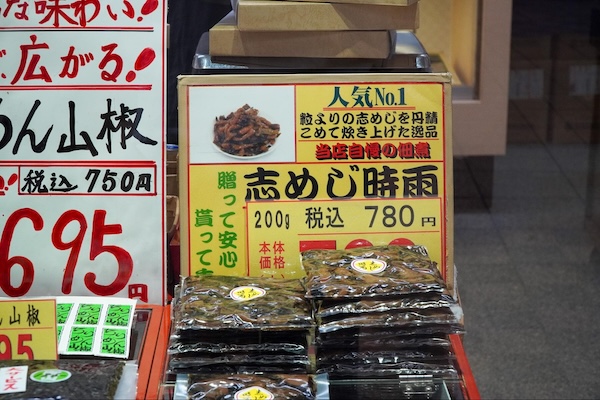 な味わい!
広がる!
ん山椒
税込 750円
695
円
ん山椒
95
人気No.1
粒よりの志めじを丹精
こめて炊き上げた逸品
当店自慢の佃煮
志めじ時雨
贈って安心
貰って
200g 税込 780円
本体
価格